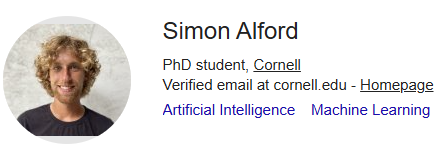 Simon Alford
PhD student, Cornell
Verified email at cornell.edu - Homepage
Artificial Intelligence Machine Learning